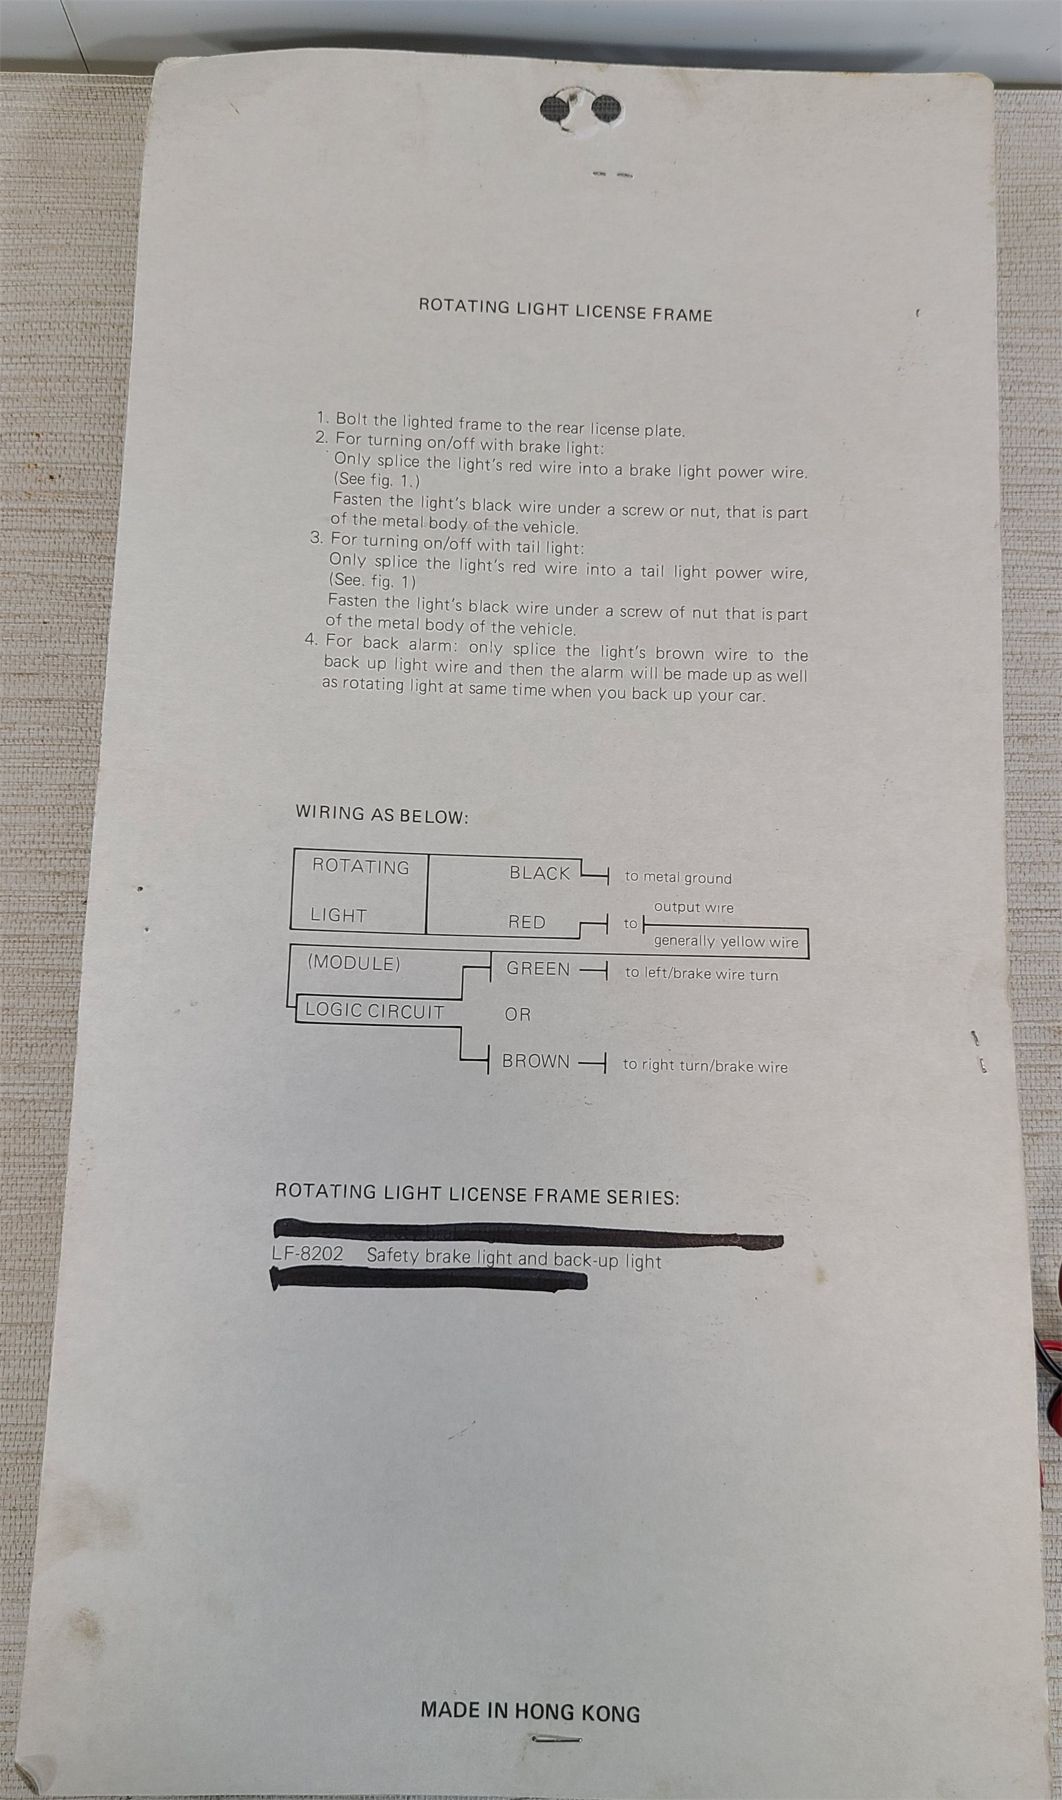 ROTATING LIGHT LICENSE FRAME
1. Bolt the lighted frame to the rear license plate.
2. For turning on/off with brake light:
Only splice the light's red wire into a brake light power wire.
(See fig. 1.)
Fasten the light's black wire under a screw or nut, that is part
of the metal body of the vehicle.
3. For turning on/off with tail light:
Only splice the light's red wire into a tail light power wire,
(See. fig. 1)
Fasten the light's black wire under a screw of nut that is part
of the metal body of the vehicle.
4. For back alarm: only splice the light's brown wire to the
back up light wire and then the alarm will be made up as well
as rotating light at same time when you back up your car.
WIRING AS BELOW:
ROTATING BLACK to metal ground
output wire
LIGHT RED to
generally yellow wire
(MODULE) GREEN to left/brake wire turn
LOGIC CIRCUIT OR
BROWN to right turn/brake wire
ROTATING LIGHT LICENSE FRAME SERIES:
LF-8202 Safety brake light and back-up light
MADE IN HONG KONG